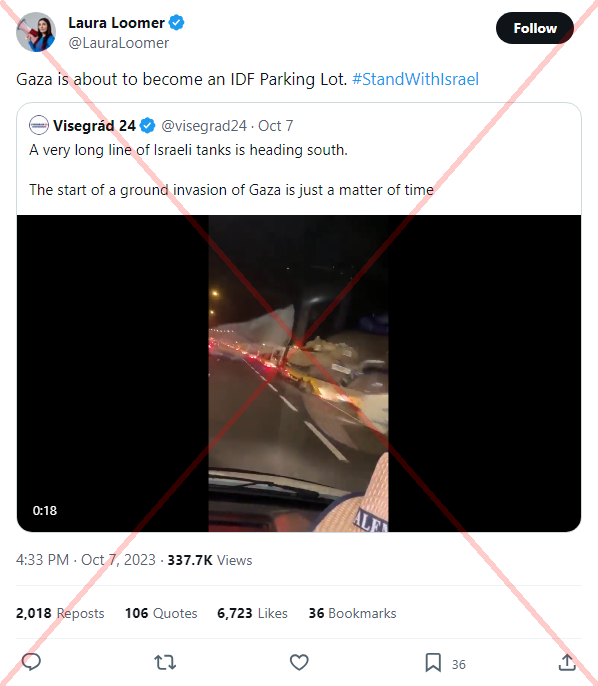 Laura Loomer
Follow
@LauraLoomer
Gaza is about to become an IDF Parking Lot. #StandWithIsrael
Visegrád 24 @visegrad24 · Oct 7
A very long line of Israeli tanks is heading south.
The start of a ground invasion of Gaza is just a matter of time
0:18
4:33 PM · Oct 7, 2023 · 337.7K Views
2,018 Reposts 106 Quotes 6,723 Likes 36 Bookmarks
36